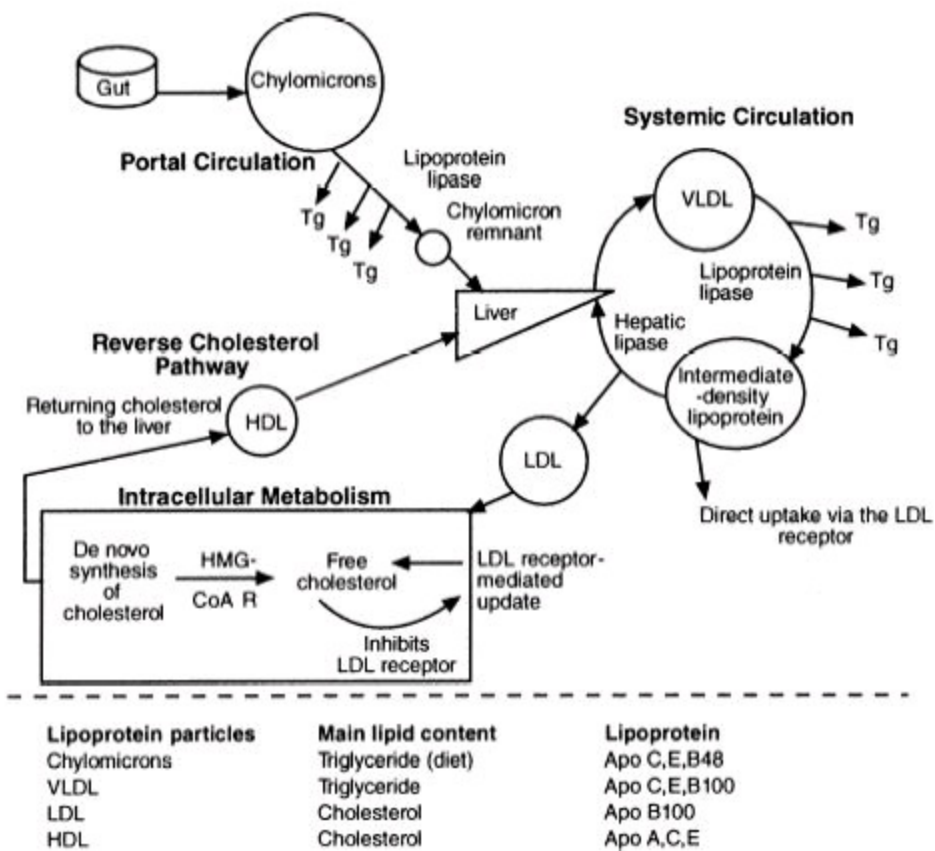 Gut
Chylomicrons
Portal Circulation
Lipoprotein
lipase
Tg
Tg
Tg
Chylomicron
remnant
Systemic Circulation
VLDL
Tg
Tg
Tg
Lipoprotein
lipase
Liver
Hepatic
lipase
Intermediate
-density
lipoprotein
Reverse Cholesterol
Pathway
Returning cholesterol
to the liver
HDL
LDL
Direct uptake via the LDL
receptor
Intracellular Metabolism
De novo
synthesis
of
cholesterol
HMG-
CoA R
Free
cholesterol
LDL receptor-
mediated
update
Inhibits
LDL receptor
Lipoprotein particles Main lipid content Lipoprotein
Chylomicrons Triglyceride (diet) Apo C,E,B48
VLDL Triglyceride Apo C,E,B100
LDL Cholesterol Apo B100
HDL Cholesterol Apo A,C,E